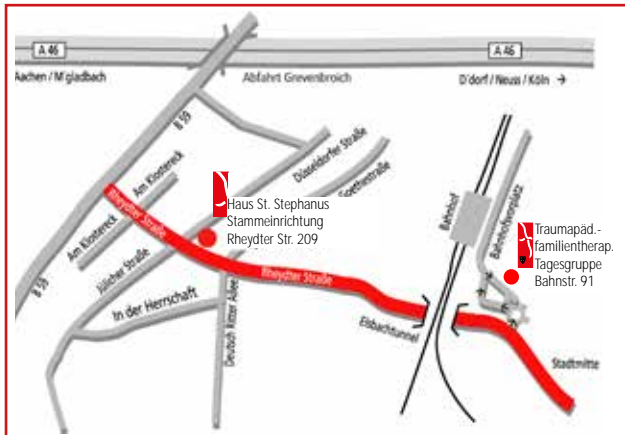 A 46
A 46
Aachen / M'gladbach
Abfahrt Grevenbroich
D'dorf / Neuss / Köln →
B 59
Düsseldorfer Straße
Goethestraße
Am Klostereck
Rheydter Straße
Am Klostereck
Haus St. Stephanus
Stammeinrichtung
Rheydter Str. 209
Bahnhof
Bahnhofsvorplatz
Traumapäd.-
familientherap.
Tagesgruppe
Bahnstr. 91
Jülicher Straße
Rheydter Straße
B 59
In der Herrschaft
Deutsch Ritter Allee
Elsbachtunnel
Stadtmitte